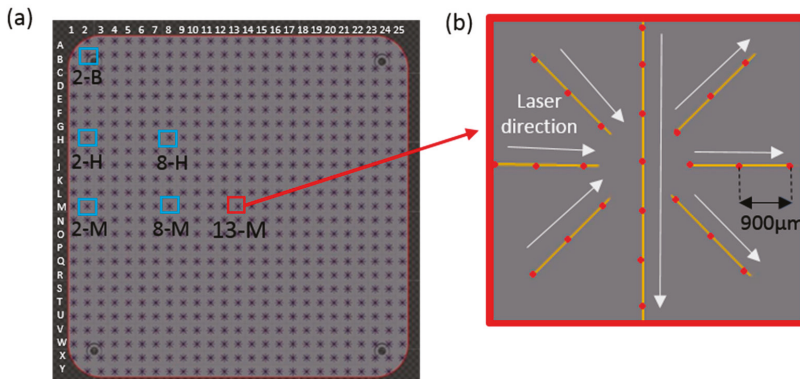 (a)
1 2 3 4 5 6 7 8 9 10 11 12 13 14 15 16 17 18 19 20 21 22 23 24 25
A
B
C
D
E
F
G
H
I
J
K
L
M
N
O
P
Q
R
S
T
U
V
W
X
Y
2-B
2-H 8-H
2-M 8-M 13-M
(b)
Laser
direction
900μm